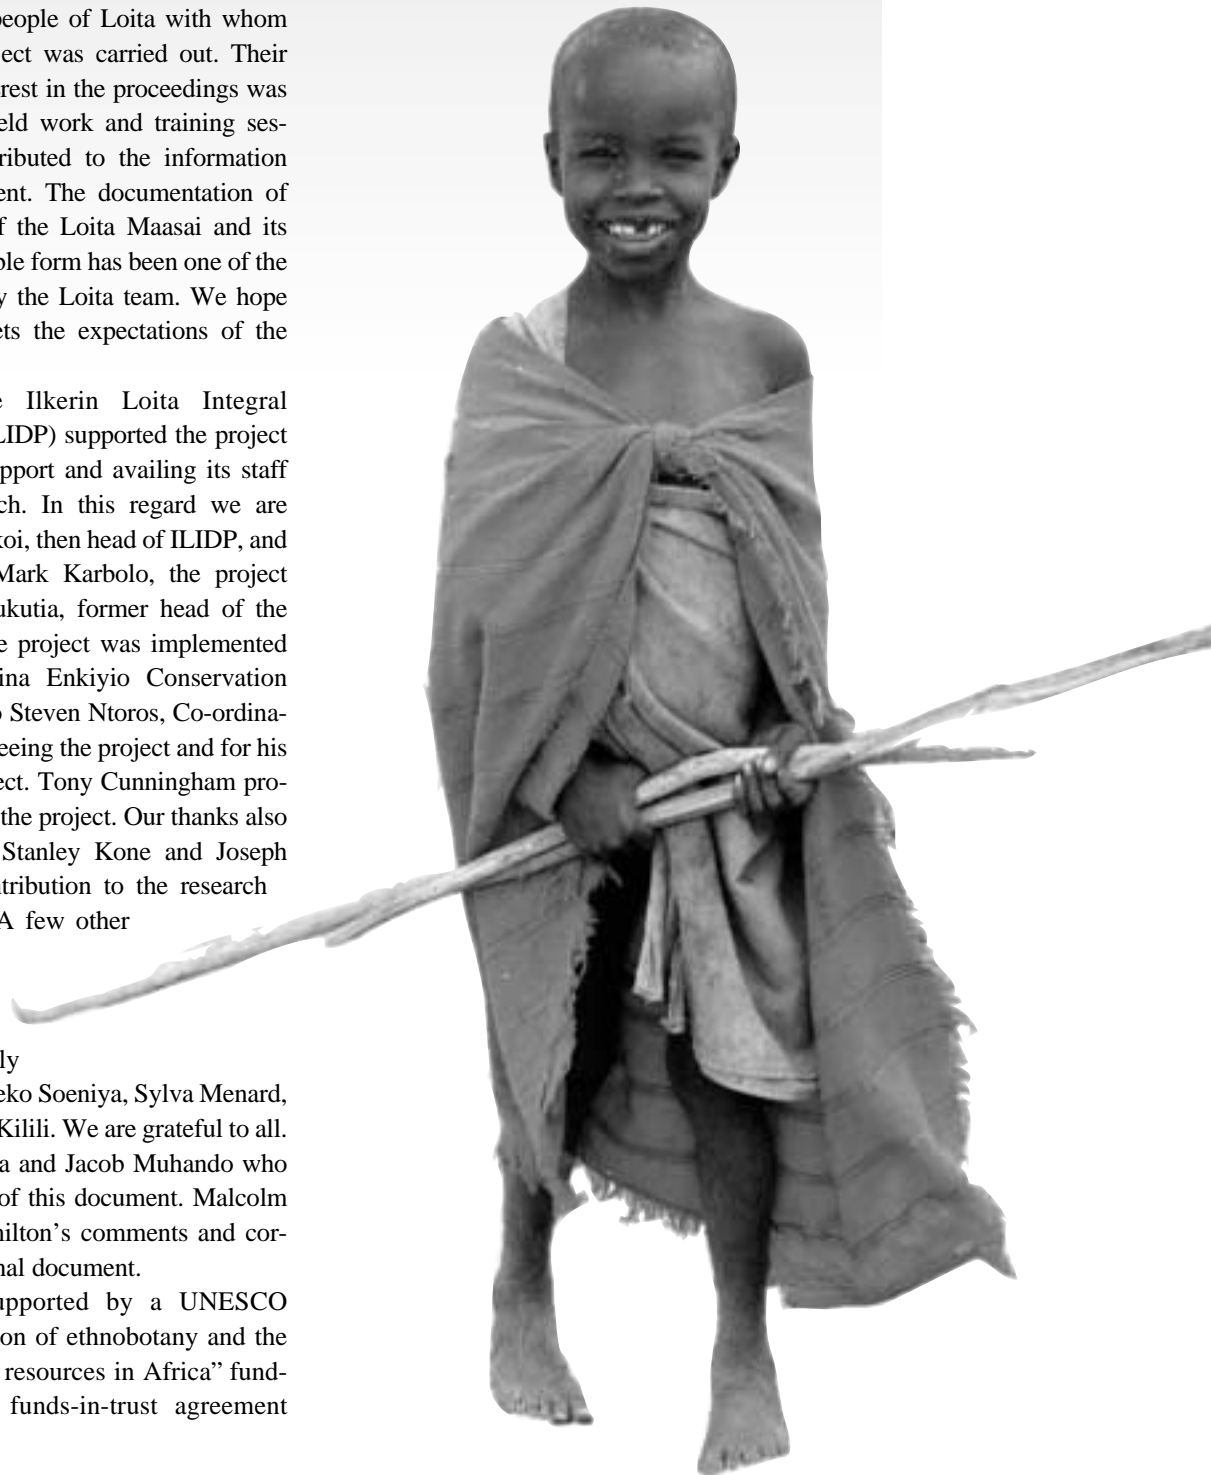 people of Loita with whom
ect was carried out. Their
rest in the proceedings was
eld work and training ses-
ributed to the information
ent. The documentation of
f the Loita Maasai and its
ble form has been one of the
y the Loita team. We hope
ets the expectations of the
e Ilkerin Loita Integral
LIDP) supported the project
upport and availing its staff
ch. In this regard we are
koi, then head of ILIDP, and
Mark Karbolo, the project
ukutia, former head of the
e project was implemented
ina Enkiyio Conservation
o Steven Ntoros, Co-ordina-
eeing the project and for his
ect. Tony Cunningham pro-
the project. Our thanks also
Stanley Kone and Joseph
ntribution to the research
A few other
ly
eko Soeniya, Sylva Menard,
Kilili. We are grateful to all.
a and Jacob Muhando who
of this document. Malcolm
nilton’s comments and cor-
nal document.
upported by a UNESCO
on of ethnobotany and the
resources in Africa” fund-
funds-in-trust agreement